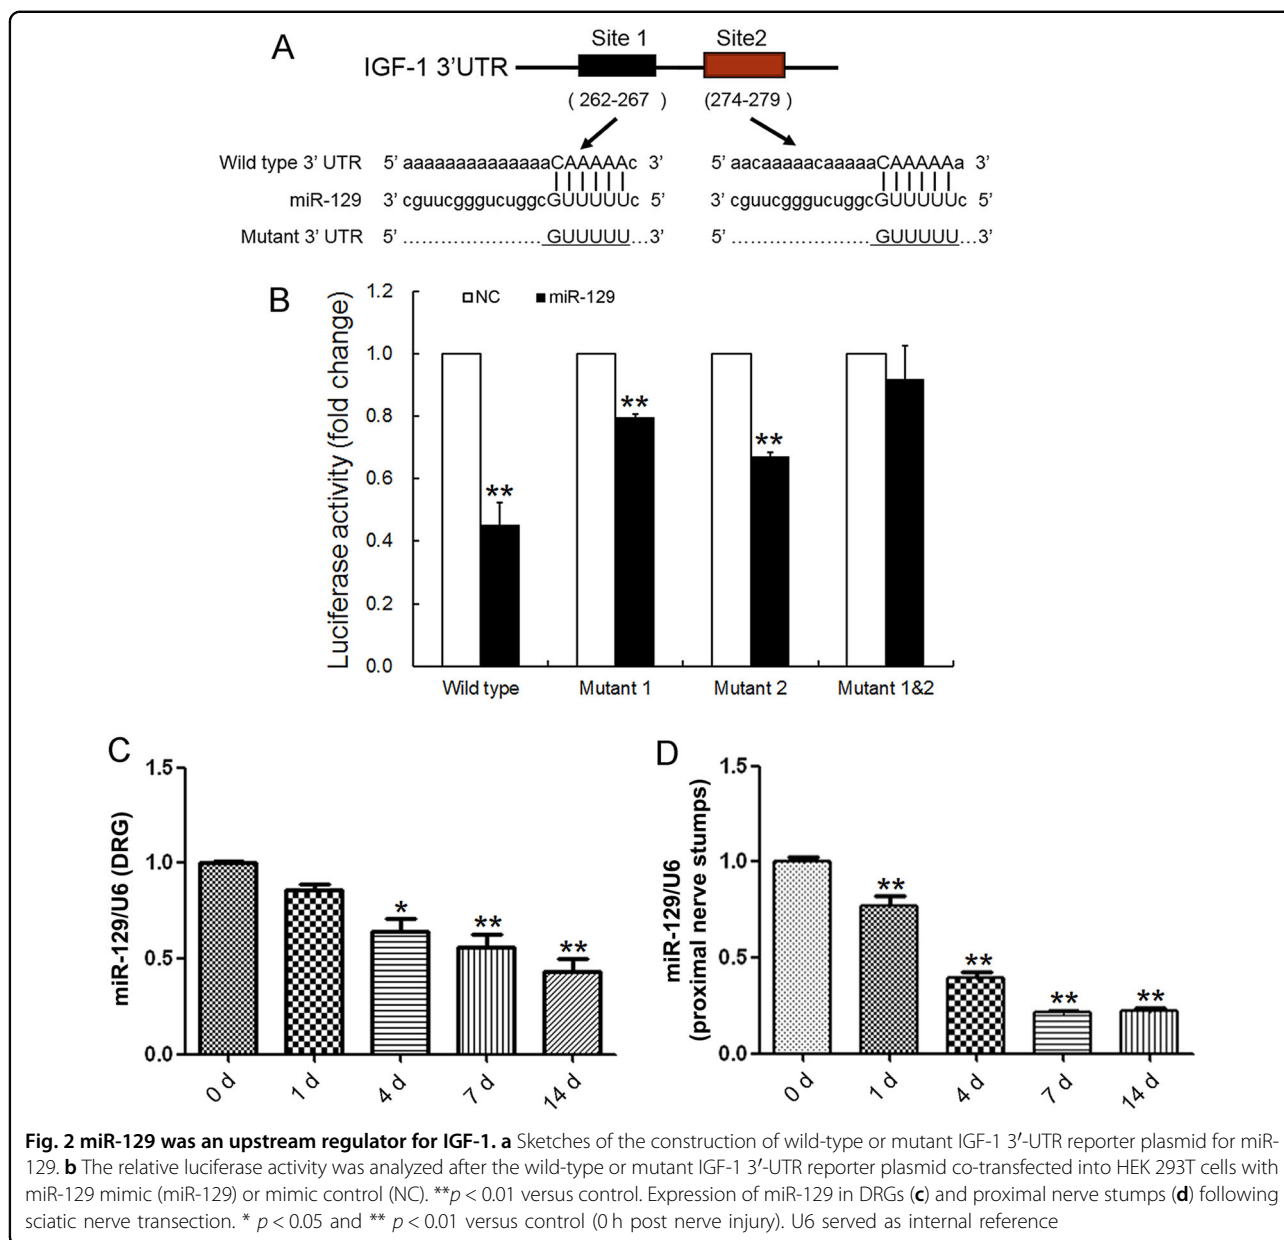 A
Site 1 Site2
IGF-1 3'UTR
( 262-267 ) (274-279 )
Wild type 3' UTR 5' aaaaaaaaaaaaaaCAAAAAc 3' 5' aacaaaaacaaaaaCAAAAAa 3'
miR-129 3' cguucgggucuggcGUUUUUc 5' 3' cguucgggucuggcGUUUUUc 5'
Mutant 3' UTR 5' ………………….GUUUUU…3' 5' ………………….GUUUUU…3'
B
NC miR-129
Luciferase activity (fold change)
1.2
1.0
0.8
0.6
0.4
0.2
0.0
**
**
**
Wild type Mutant 1 Mutant 2 Mutant 1&2
C
miR-129/U6 (DRG)
1.5
1.0
0.5
0.0
*
**
**
0 d 1 d 4 d 7 d 14 d
D
miR-129/U6
(proximal nerve stumps)
1.5
1.0
0.5
0.0
**
**
**
**
0 d 1 d 4 d 7 d 14 d
Fig. 2 miR-129 was an upstream regulator for IGF-1. a Sketches of the construction of wild-type or mutant IGF-1 3′-UTR reporter plasmid for miR-
129. b The relative luciferase activity was analyzed after the wild-type or mutant IGF-1 3′-UTR reporter plasmid co-transfected into HEK 293T cells with
miR-129 mimic (miR-129) or mimic control (NC). **p < 0.01 versus control. Expression of miR-129 in DRGs (c) and proximal nerve stumps (d) following
sciatic nerve transection. * p < 0.05 and ** p < 0.01 versus control (0 h post nerve injury). U6 served as internal reference